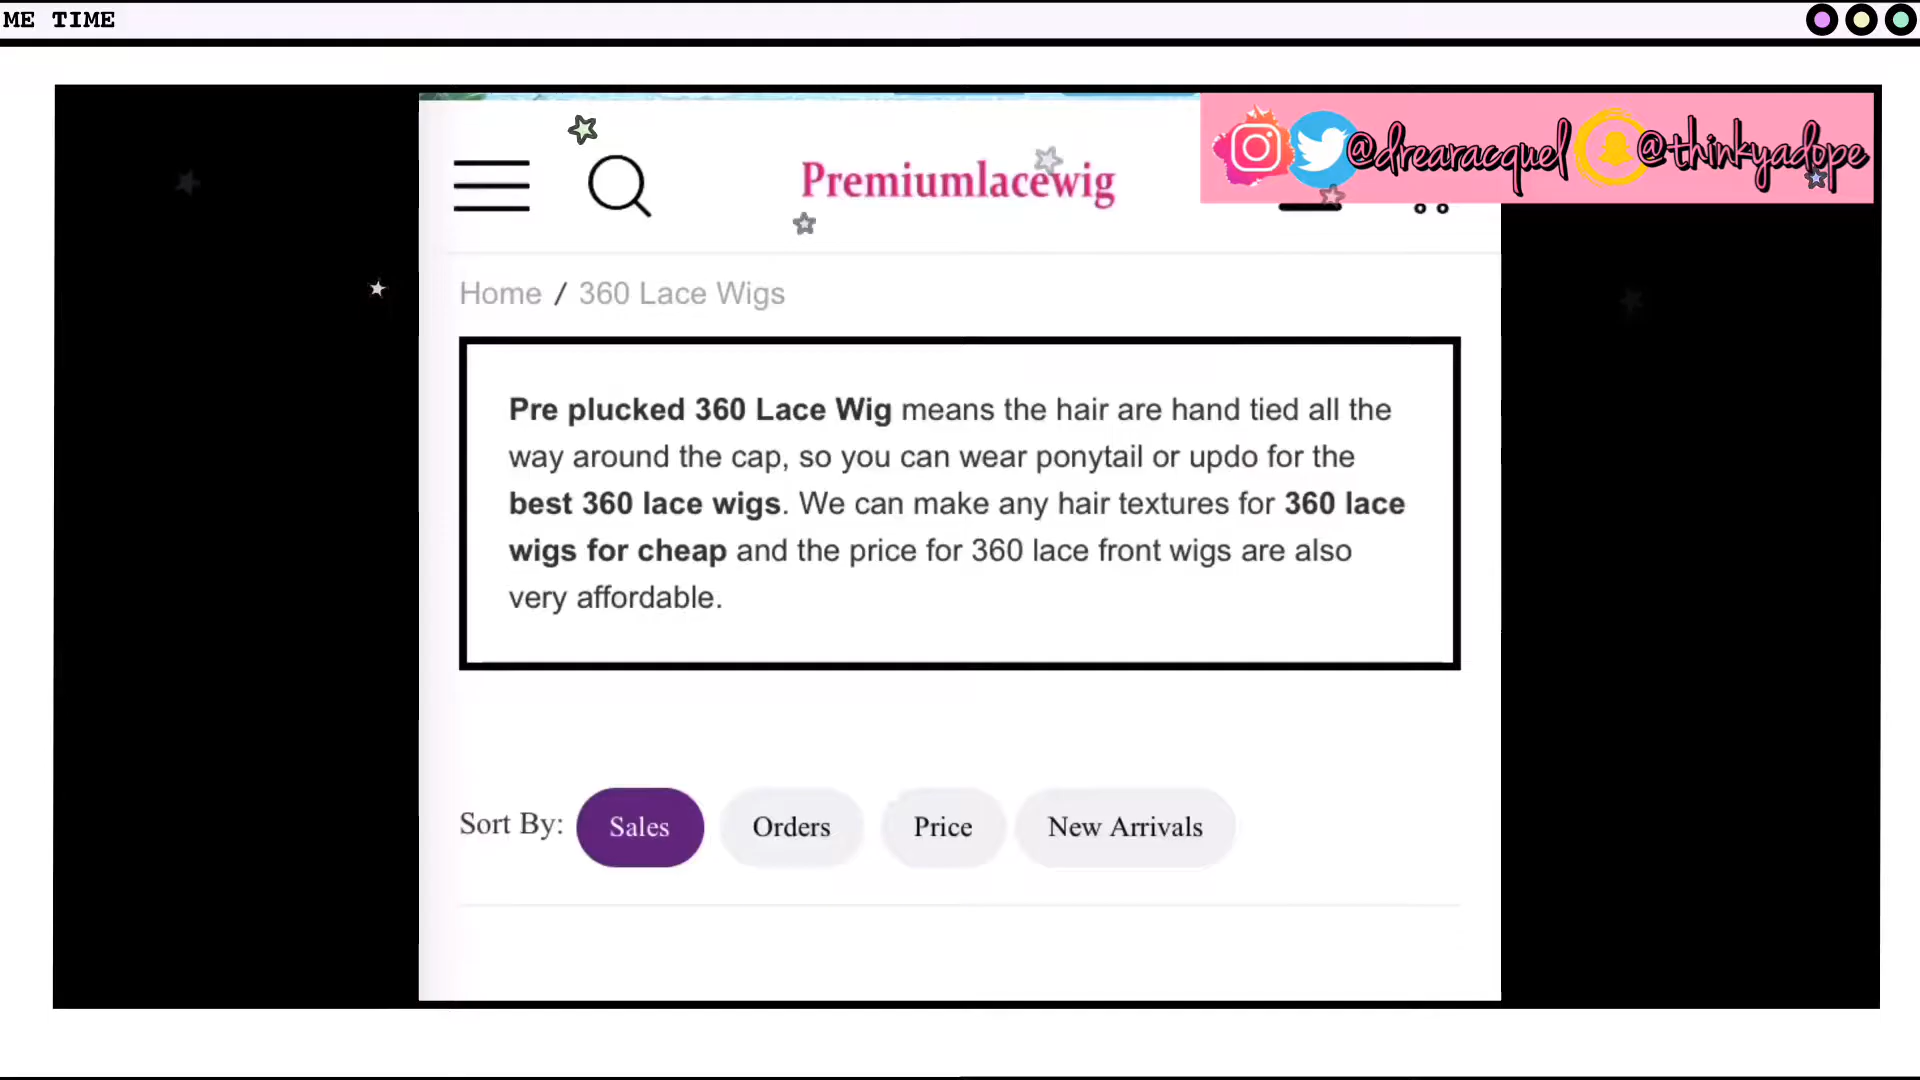 ME TIME
@drearacquel @thinkyadope
Premiumlacewig
Home / 360 Lace Wigs
Pre plucked 360 Lace Wig means the hair are hand tied all the
way around the cap, so you can wear ponytail or updo for the
best 360 lace wigs. We can make any hair textures for 360 lace
wigs for cheap and the price for 360 lace front wigs are also
very affordable.
Sort By: Sales Orders Price New Arrivals